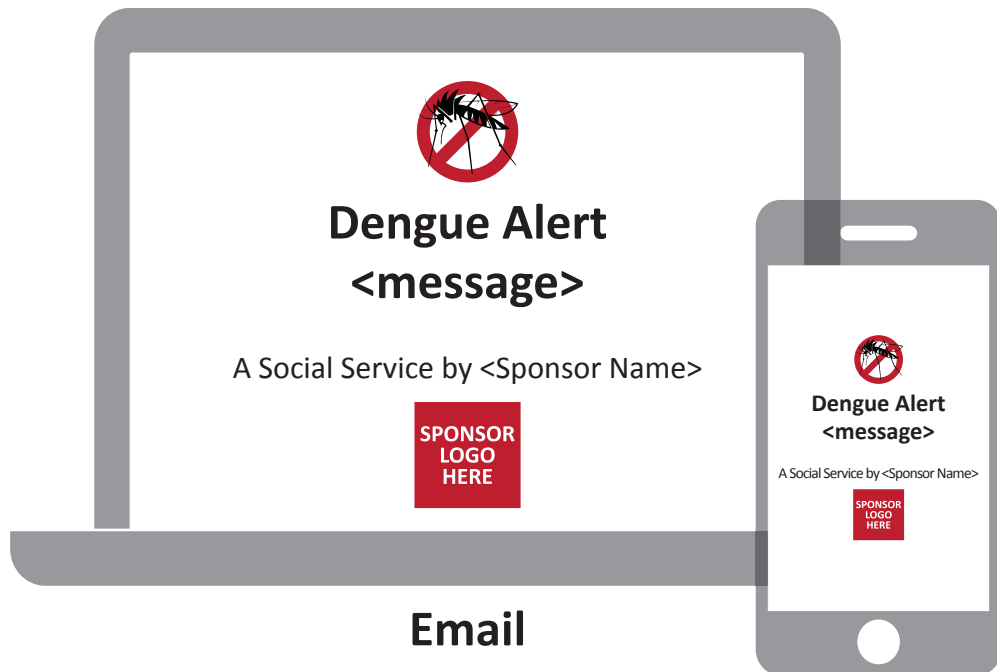 Dengue Alert
<message>
A Social Service by <Sponsor Name>
SPONSOR
LOGO
HERE
Dengue Alert
<message>
A Social Service by <Sponsor Name>
SPONSOR
LOGO
HERE
Email